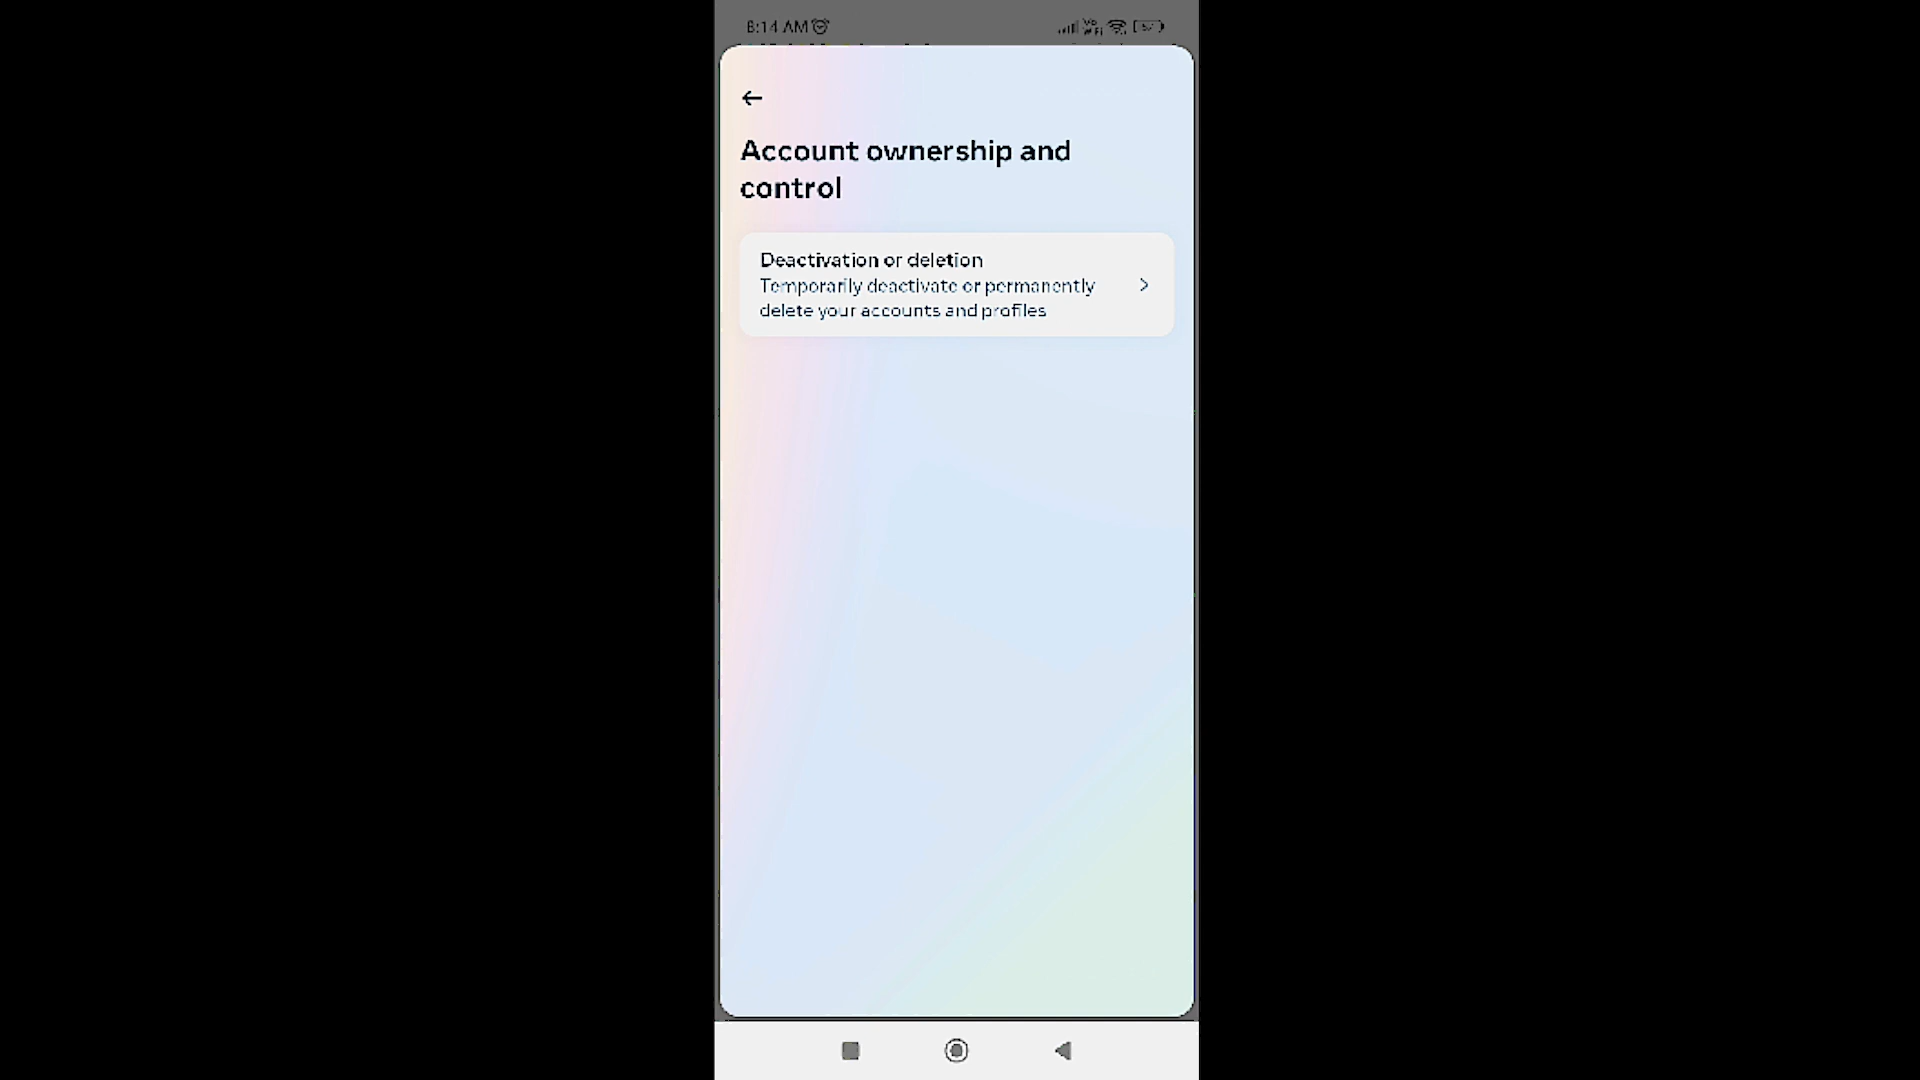 8:14 AM
Account ownership and
control
Deactivation or deletion
Temporarily deactivate or permanently
delete your accounts and profiles